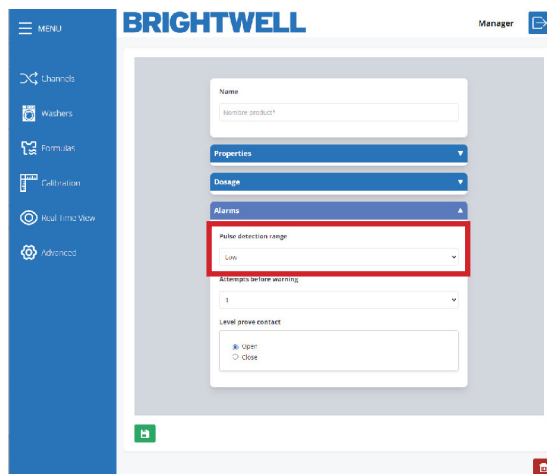 MENU
BRIGHTWELL
Manager
Channels
Washers
Formulas
Calibration
Real Time View
Advanced
Name
Nombre product*
Properties
Dosage
Alarms
Pulse detection range
Low
Attempts before warning
1
Level prove contact
Open
Close